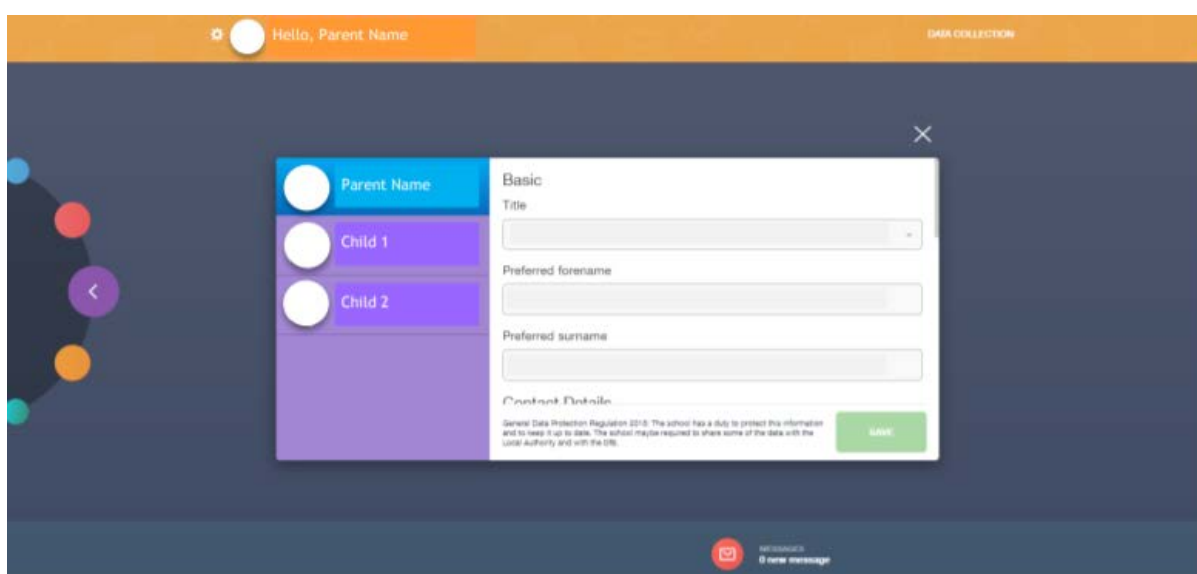 Hello, Parent Name
DATA COLLECTION
Parent Name
Child 1
Child 2
Basic
Title
Preferred forename
Preferred surname
Contact Details
General Data Protection Regulation 2018: The school has a duty to protect this information
and to keep it up to date. The school maybe required to share some of the data with the
Local Authority and with the DfE.
SAVE
MESSAGES
0 new message